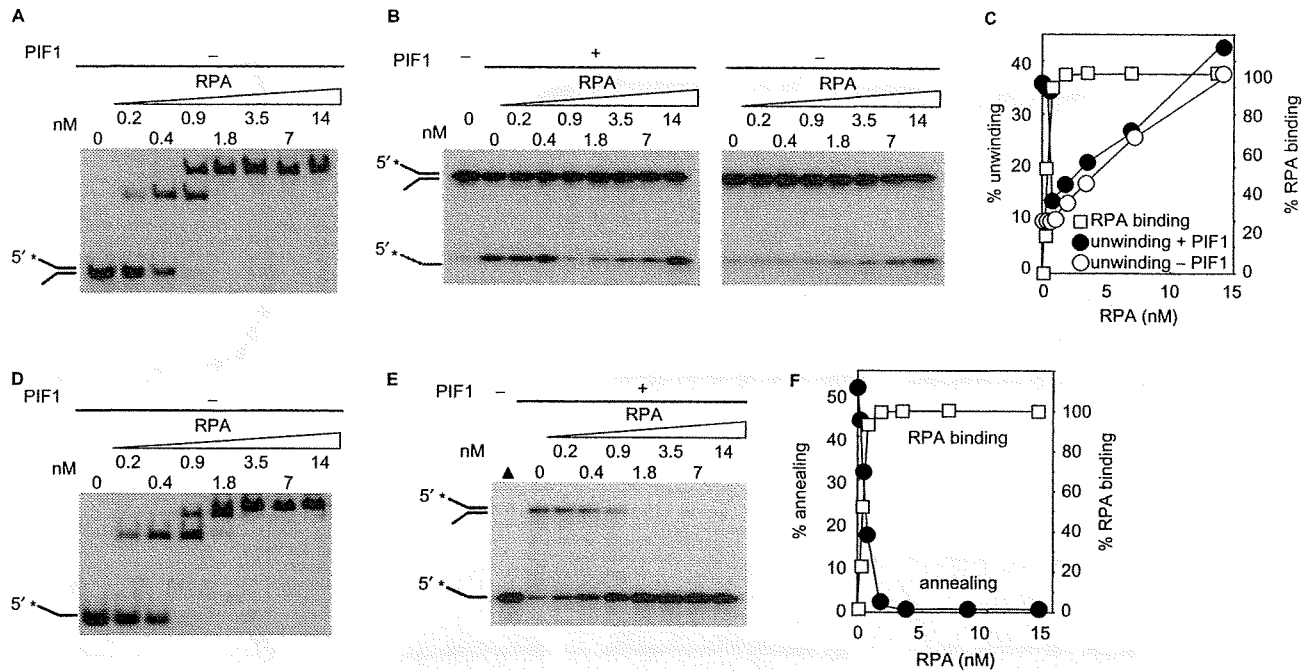 A
PIF1
–
RPA
0.2 0.9 3.5 14
nM 0 0.4 1.8 7
5′ *
B
PIF1 – + –
RPA RPA
0.2 0.9 3.5 14 0.2 0.9 3.5 14
nM 0 0 0.4 1.8 7 0 0.4 1.8 7
5′ *
5′ *
C
% unwinding
40
30
20
10
0
% RPA binding
100
80
60
40
20
0
RPA binding
unwinding + PIF1
unwinding – PIF1
0 5 10 15
RPA (nM)
D
PIF1
–
RPA
0.2 0.9 3.5 14
nM 0 0.4 1.8 7
5′ *
E
PIF1 – +
RPA
0.2 0.9 3.5 14
nM ▲ 0 0.4 1.8 7
5′ *
5′ *
F
% annealing
50
40
30
20
10
0
% RPA binding
100
80
60
40
20
0
RPA binding
annealing
0 5 10 15
RPA (nM)